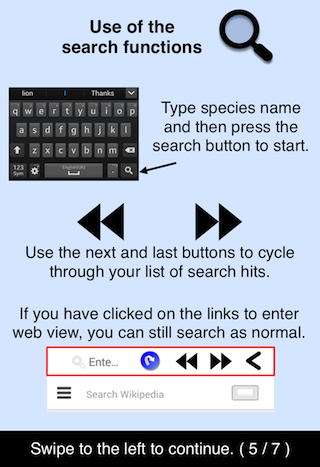 Use of the
search functions
lion I Thanks
q w e r t y u i o p
a s d f g h j k l
z x c v b n m
123
Sym
English(UK)
.
Type species name
and then press the
search button to start.
Use the next and last buttons to cycle
through your list of search hits.
If you have clicked on the links to enter
web view, you can still search as normal.
Ente...
Search Wikipedia
Swipe to the left to continue. ( 5 / 7 )